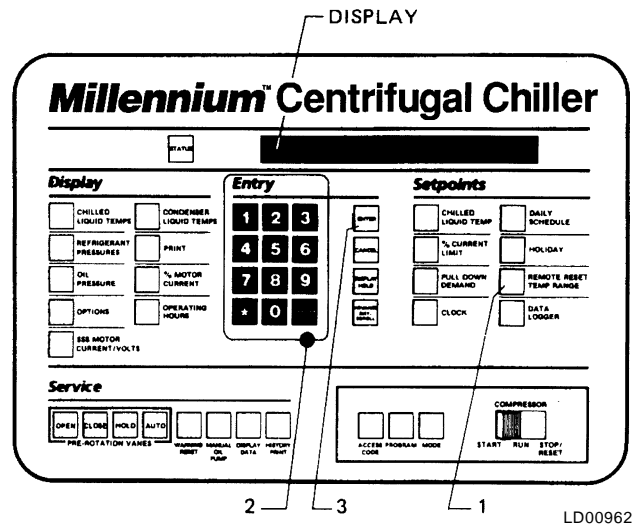 DISPLAY
Millennium™ Centrifugal Chiller
STATUS
Display
CHILLED
LIQUID TEMPS
CONDENSER
LIQUID TEMPS
REFRIGERANT
PRESSURES
PRINT
OIL
PRESSURE
% MOTOR
CURRENT
OPTIONS
OPERATING
HOURS
SSS MOTOR
CURRENT/VOLTS
Entry
1 2 3
4 5 6
7 8 9
* 0
ENTER
CANCEL
DISPLAY
HOLD
Setpoints
CHILLED
LIQUID TEMP
DAILY
SCHEDULE
% CURRENT
LIMIT
HOLIDAY
PULL DOWN
DEMAND
REMOTE RESET
TEMP RANGE
CLOCK
DATA
LOGGER
Service
OPEN CLOSE HOLD AUTO
PRE-ROTATION VANES
WARNING
RESET
MANUAL
OIL
PUMP
DISPLAY
DATA
HISTORY
PRINT
ACCESS
CODE
PROGRAM
MODE
COMPRESSOR
START RUN STOP/
RESET
2 3 1
LD00962